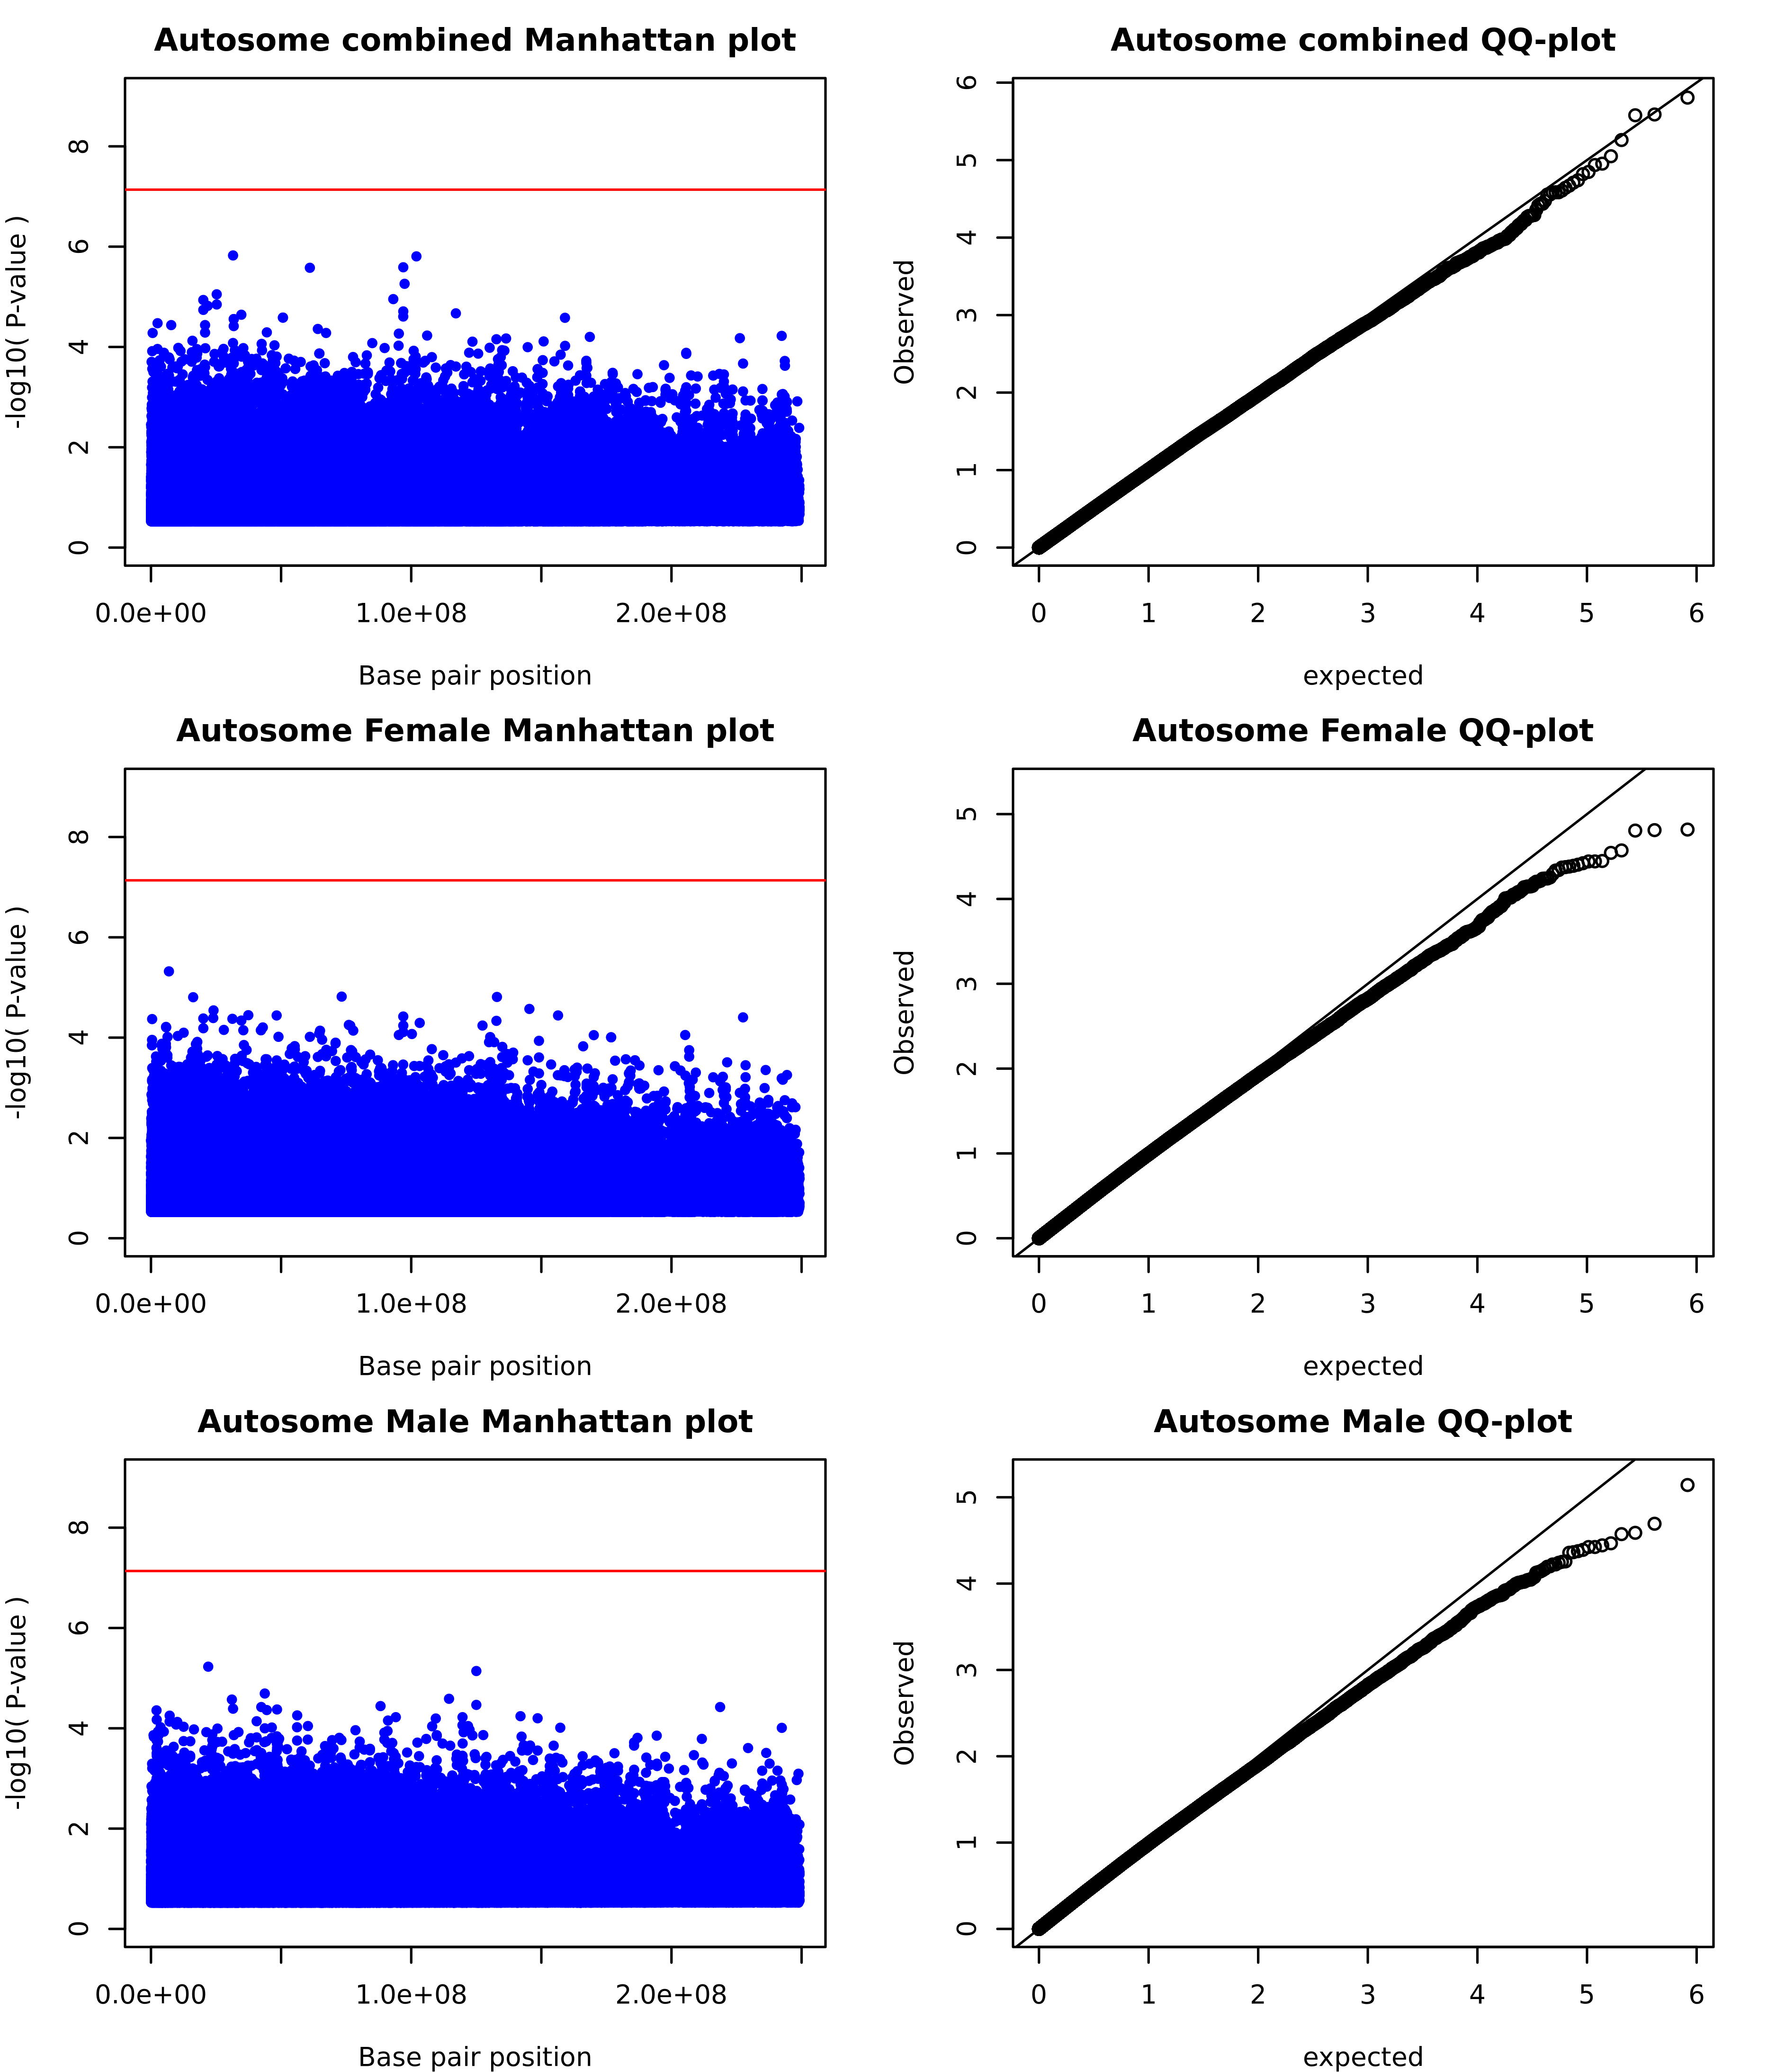 Autosome combined Manhattan plot
-log10( P-value )
8
6
4
2
0
0.0e+00 1.0e+08 2.0e+08
Base pair position
Autosome combined QQ-plot
Observed
6
5
4
3
2
1
0
0 1 2 3 4 5 6
expected
Autosome Female Manhattan plot
-log10( P-value )
8
6
4
2
0
0.0e+00 1.0e+08 2.0e+08
Base pair position
Autosome Female QQ-plot
Observed
5
4
3
2
1
0
0 1 2 3 4 5 6
expected
Autosome Male Manhattan plot
-log10( P-value )
8
6
4
2
0
0.0e+00 1.0e+08 2.0e+08
Base pair position
Autosome Male QQ-plot
Observed
5
4
3
2
1
0
0 1 2 3 4 5 6
expected